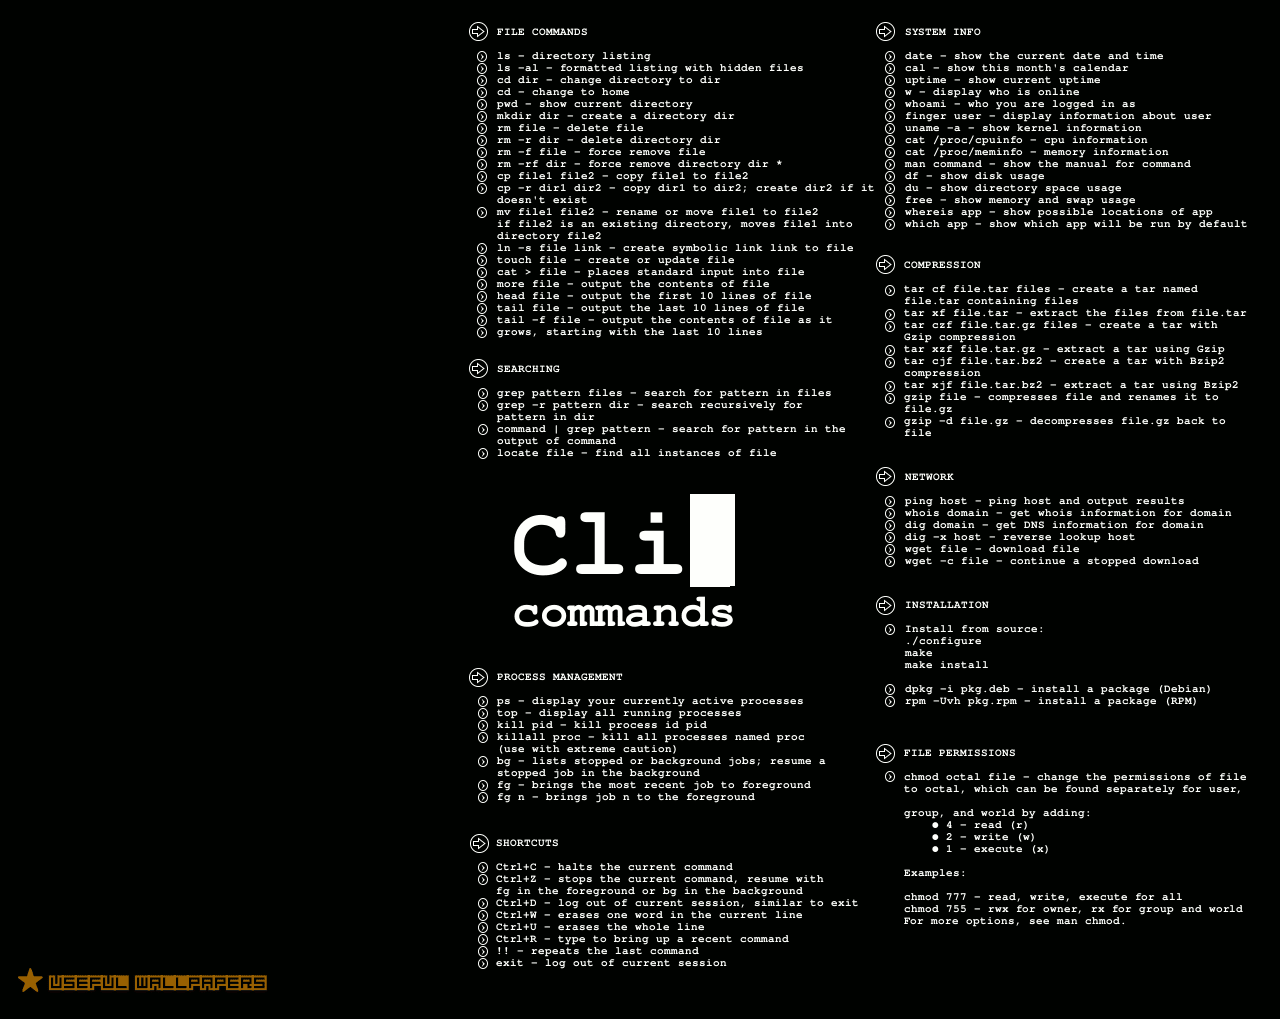 FILE COMMANDS
ls - directory listing
ls -al - formatted listing with hidden files
cd dir - change directory to dir
cd - change to home
pwd - show current directory
mkdir dir - create a directory dir
rm file - delete file
rm -r dir - delete directory dir
rm -f file - force remove file
rm -rf dir - force remove directory dir *
cp file1 file2 - copy file1 to file2
cp -r dir1 dir2 - copy dir1 to dir2; create dir2 if it
doesn't exist
mv file1 file2 - rename or move file1 to file2
if file2 is an existing directory, moves file1 into
directory file2
ln -s file link - create symbolic link link to file
touch file - create or update file
cat > file - places standard input into file
more file - output the contents of file
head file - output the first 10 lines of file
tail file - output the last 10 lines of file
tail -f file - output the contents of file as it
grows, starting with the last 10 lines
SEARCHING
grep pattern files - search for pattern in files
grep -r pattern dir - search recursively for
pattern in dir
command | grep pattern - search for pattern in the
output of command
locate file - find all instances of file
Cli
commands
PROCESS MANAGEMENT
ps - display your currently active processes
top - display all running processes
kill pid - kill process id pid
killall proc - kill all processes named proc
(use with extreme caution)
bg - lists stopped or background jobs; resume a
stopped job in the background
fg - brings the most recent job to foreground
fg n - brings job n to the foreground
SHORTCUTS
Ctrl+C - halts the current command
Ctrl+Z - stops the current command, resume with
fg in the foreground or bg in the background
Ctrl+D - log out of current session, similar to exit
Ctrl+W - erases one word in the current line
Ctrl+U - erases the whole line
Ctrl+R - type to bring up a recent command
!! - repeats the last command
exit - log out of current session
SYSTEM INFO
date - show the current date and time
cal - show this month's calendar
uptime - show current uptime
w - display who is online
whoami - who you are logged in as
finger user - display information about user
uname -a - show kernel information
cat /proc/cpuinfo - cpu information
cat /proc/meminfo - memory information
man command - show the manual for command
df - show disk usage
du - show directory space usage
free - show memory and swap usage
whereis app - show possible locations of app
which app - show which app will be run by default
COMPRESSION
tar cf file.tar files - create a tar named
file.tar containing files
tar xf file.tar - extract the files from file.tar
tar czf file.tar.gz files - create a tar with
Gzip compression
tar xzf file.tar.gz - extract a tar using Gzip
tar cjf file.tar.bz2 - create a tar with Bzip2
compression
tar xjf file.tar.bz2 - extract a tar using Bzip2
gzip file - compresses file and renames it to
file.gz
gzip -d file.gz - decompresses file.gz back to
file
NETWORK
ping host - ping host and output results
whois domain - get whois information for domain
dig domain - get DNS information for domain
dig -x host - reverse lookup host
wget file - download file
wget -c file - continue a stopped download
INSTALLATION
Install from source:
./configure
make
make install
dpkg -i pkg.deb - install a package (Debian)
rpm -Uvh pkg.rpm - install a package (RPM)
FILE PERMISSIONS
chmod octal file - change the permissions of file
to octal, which can be found separately for user,
group, and world by adding:
● 4 - read (r)
● 2 - write (w)
● 1 - execute (x)
Examples:
chmod 777 - read, write, execute for all
chmod 755 - rwx for owner, rx for group and world
For more options, see man chmod.
USEFUL WALLPAPERS